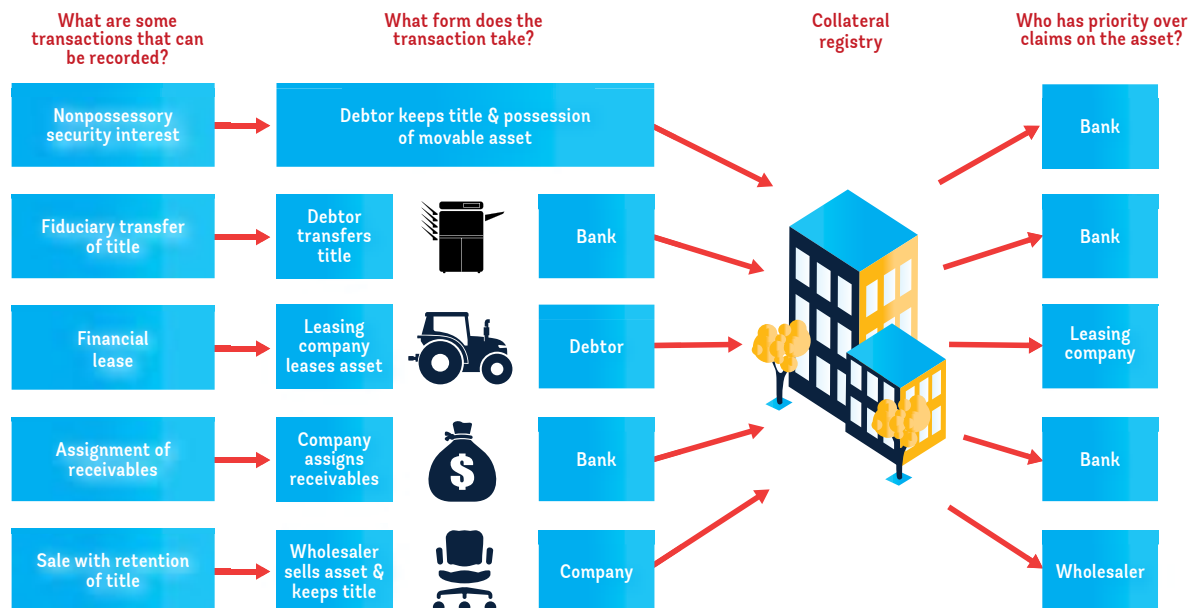 What are some
transactions that can
be recorded?
What form does the
transaction take?
Collateral
registry
Who has priority over
claims on the asset?
Nonpossessory
security interest
Debtor keeps title & possession
of movable asset
Bank
Fiduciary transfer
of title
Debtor
transfers
title
Bank
Bank
Financial
lease
Leasing
company
leases asset
Debtor
Leasing
company
Assignment of
receivables
Company
assigns
receivables
$
Bank
Bank
Sale with retention
of title
Wholesaler
sells asset &
keeps title
Company
Wholesaler